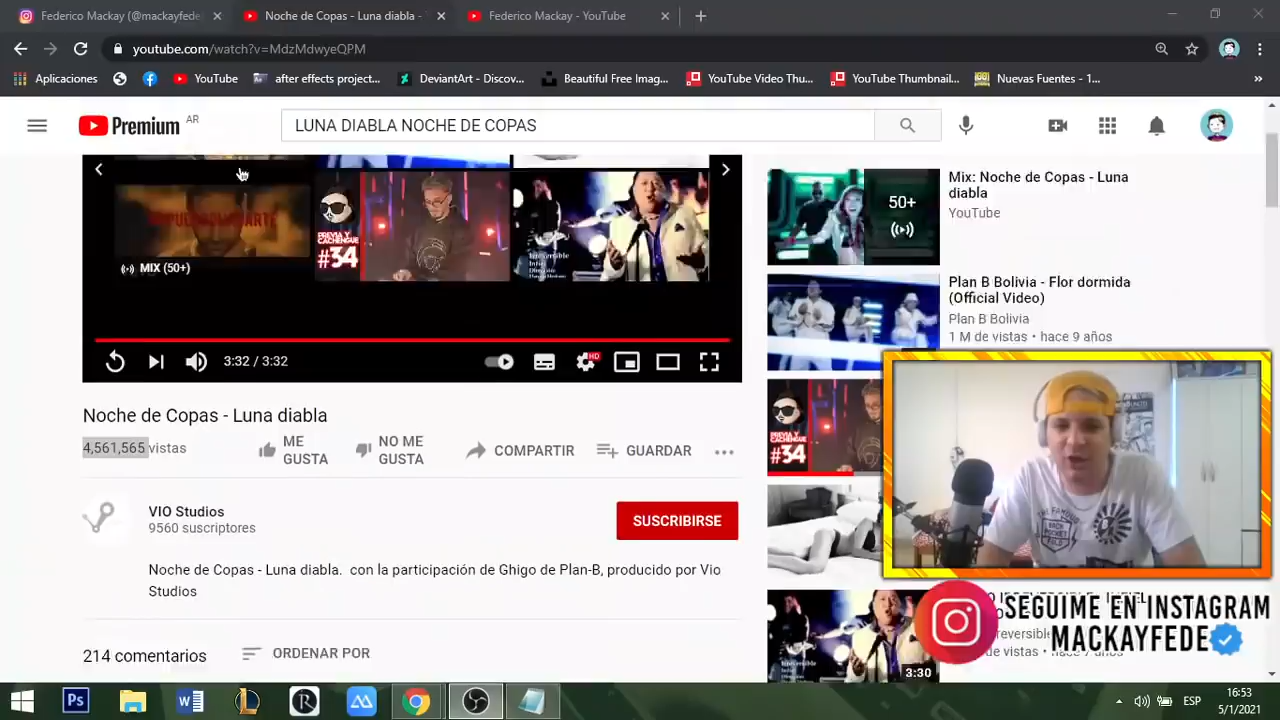 Federico Mackay (@mackayfede
Noche de Copas - Luna diabla -
Federico Mackay - YouTube
youtube.com/watch?v=MdzMdwyeQPM
Aplicaciones
YouTube
after effects project...
DeviantArt - Discov...
Beautiful Free Imag...
YouTube Video Thu...
YouTube Thumbnail...
Nuevas Fuentes - 1...
»
Premium AR
LUNA DIABLA NOCHE DE COPAS
MIX (50+)
#34
Irreversible
Infiel
3:32 / 3:32
HD
Noche de Copas - Luna diabla
4,561,565 vistas
ME GUSTA
NO ME GUSTA
COMPARTIR
GUARDAR
VIO Studios
9560 suscriptores
SUSCRIBIRSE
Noche de Copas - Luna diabla. con la participación de Ghigo de Plan-B, producido por Vio
Studios
214 comentarios
ORDENAR POR
50+
Mix: Noche de Copas - Luna
diabla
YouTube
Plan B Bolivia - Flor dormida
(Official Video)
Plan B Bolivia
1 M de vistas • hace 9 años
PREVIA Y
CACHENGUE
#34
3:30
SEGUIME EN INSTAGRAM
MACKAYFEDE
Ps
W
R
ESP
16:53
5/1/2021